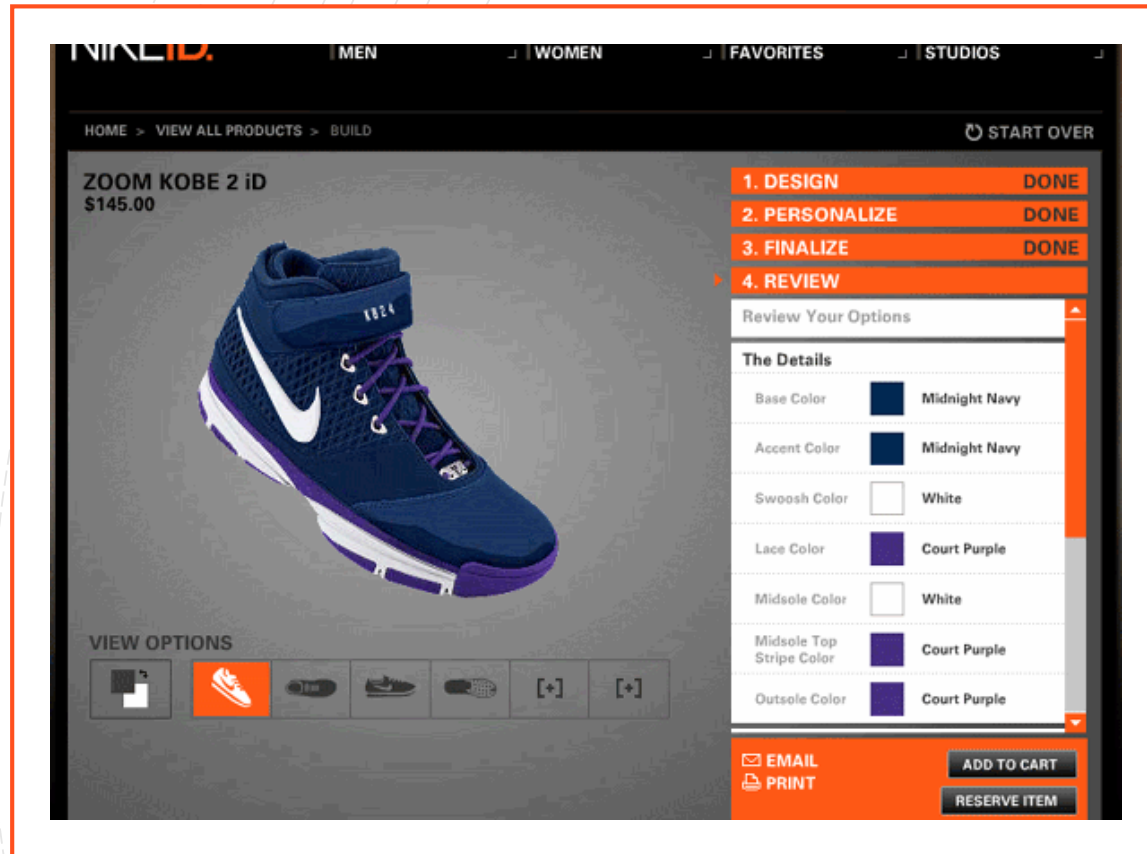 NIKEiD.
MEN
WOMEN
FAVORITES
STUDIOS
HOME > VIEW ALL PRODUCTS > BUILD
START OVER
ZOOM KOBE 2 iD
$145.00
KB24
1. DESIGN DONE
2. PERSONALIZE DONE
3. FINALIZE DONE
4. REVIEW
Review Your Options
The Details
Base Color Midnight Navy
Accent Color Midnight Navy
Swoosh Color White
Lace Color Court Purple
Midsole Color White
Midsole Top
Stripe Color Court Purple
Outsole Color Court Purple
VIEW OPTIONS
[+] [+]
EMAIL
PRINT
ADD TO CART
RESERVE ITEM